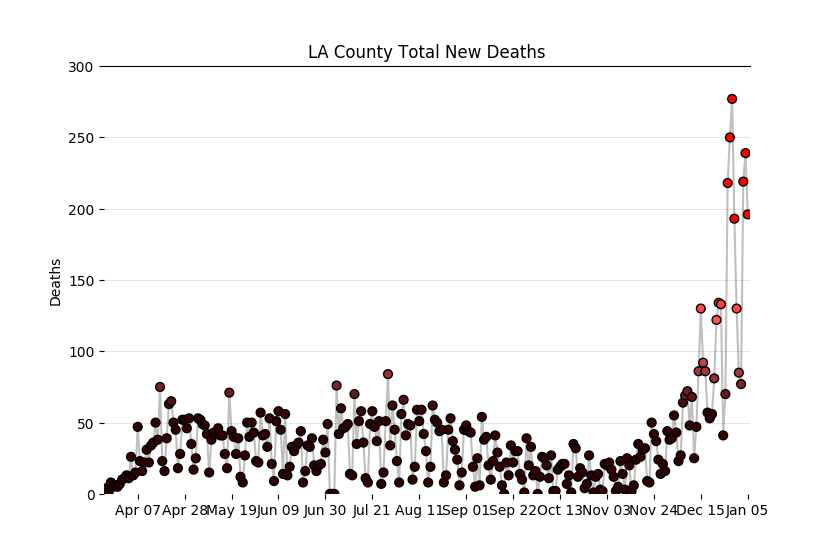 LA County Total New Deaths
300
250
200
150
100
50
0
Deaths
Apr 07 Apr 28 May 19 Jun 09 Jun 30 Jul 21 Aug 11 Sep 01 Sep 22 Oct 13 Nov 03 Nov 24 Dec 15 Jan 05